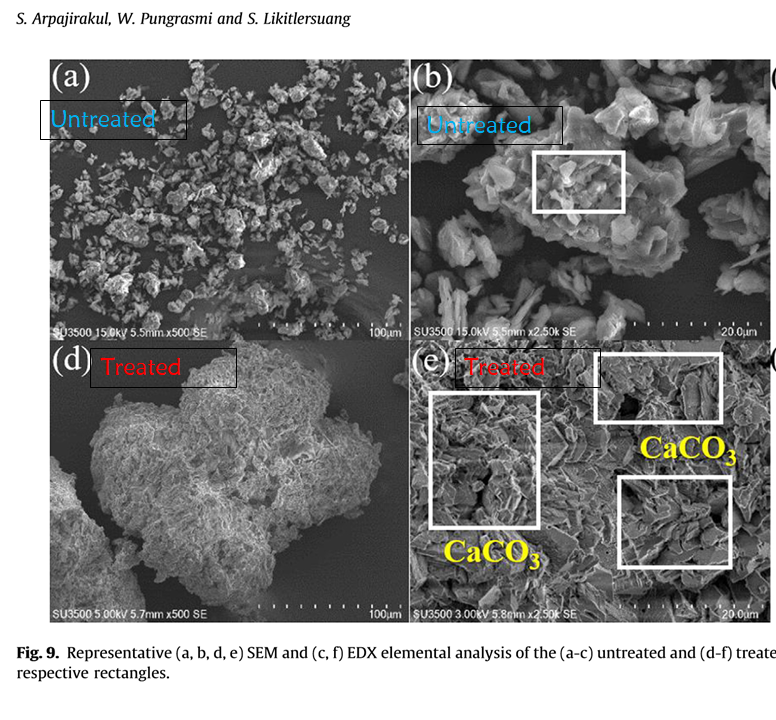 S. Arpajirakul, W. Pungrasmi and S. Likitlersuang
(a)
Untreated
SU3500 15.0kV 5.5mm x500 SE
100µm
(b)
Untreated
SU3500 15.0kV 5.5mm x2.50k SE
20.0µm
(d)
Treated
SU3500 5.00kV 5.7mm x500 SE
100µm
(e)
Treated
CaCO3
CaCO3
SU3500 3.00kV 5.8mm x2.50k SE
20.0µm
Fig. 9. Representative (a, b, d, e) SEM and (c, f) EDX elemental analysis of the (a-c) untreated and (d-f) treate
respective rectangles.